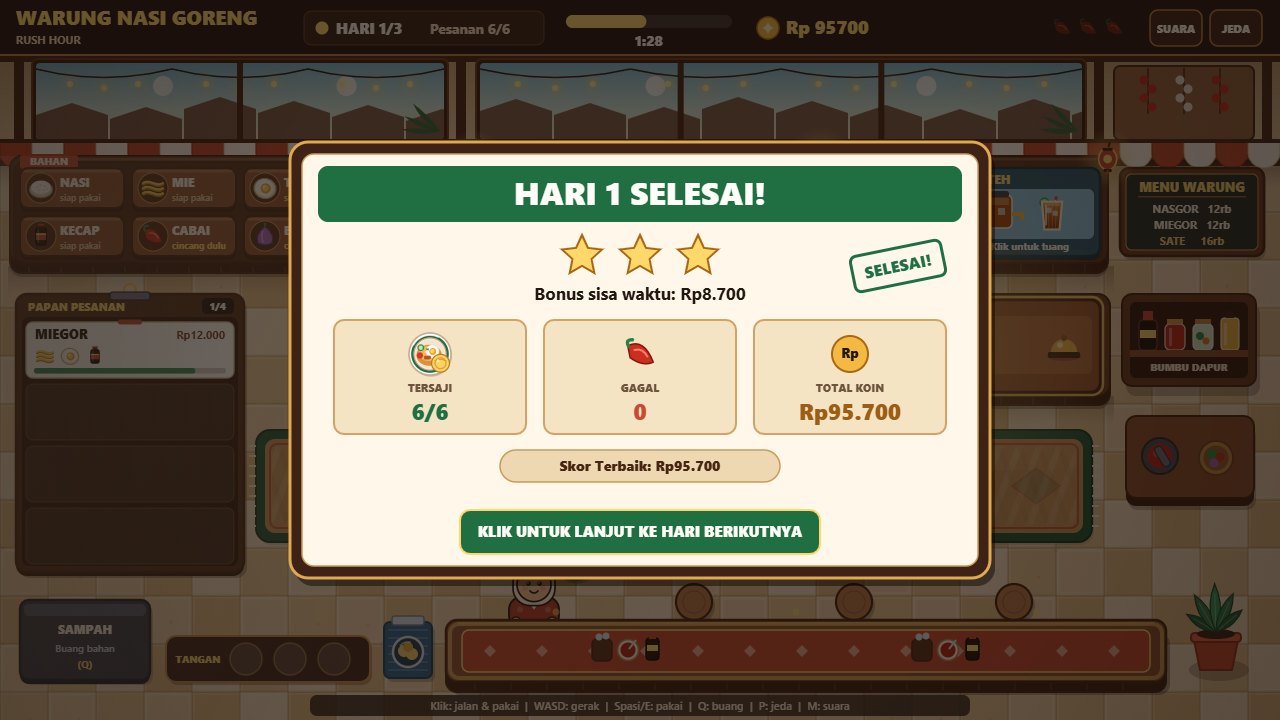 WARUNG NASI GORENG
RUSH HOUR
HARI 1/3 Pesanan 6/6
1:28
Rp 95700
SUARA
JEDA
BAHAN
NASI
siap pakai
MIE
siap pakai
KECAP
siap pakai
CABAI
cincang dulu
Klik untuk tuang
MENU WARUNG
NASGOR 12rb
MIEGOR 12rb
SATE 16rb
PAPAN PESANAN 1/4
MIEGOR Rp12.000
HARI 1 SELESAI!
SELESAI!
Bonus sisa waktu: Rp8.700
TERSAJI
6/6
GAGAL
0
Rp
TOTAL KOIN
Rp95.700
Skor Terbaik: Rp95.700
KLIK UNTUK LANJUT KE HARI BERIKUTNYA
BUMBU DAPUR
SAMPAH
Buang bahan
(Q)
TANGAN
Klik: jalan & pakai | WASD: gerak | Spasi/E: pakai | Q: buang | P: jeda | M: suara